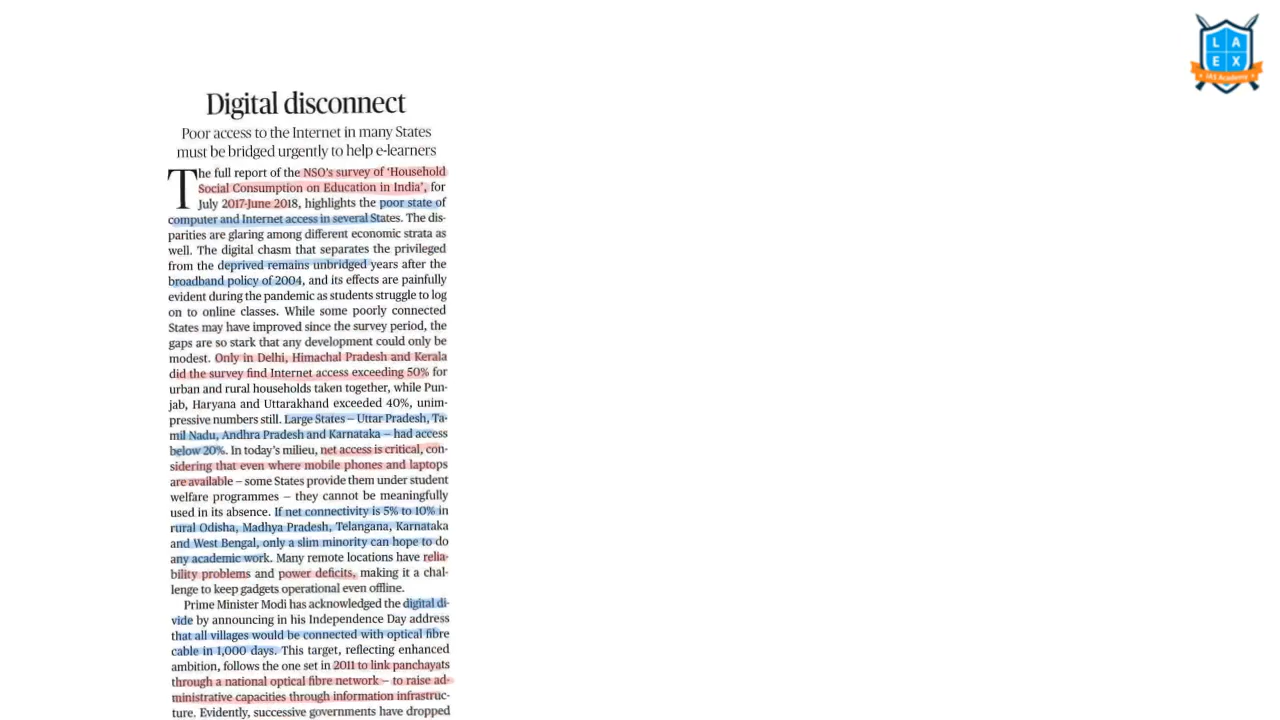 L A
E X
IAS Academy
Digital disconnect
Poor access to the Internet in many States
must be bridged urgently to help e-learners
The full report of the NSO's survey of 'Household
Social Consumption on Education in India', for
July 2017-June 2018, highlights the poor state of
computer and Internet access in several States. The dis-
parities are glaring among different economic strata as
well. The digital chasm that separates the privileged
from the deprived remains unbridged years after the
broadband policy of 2004, and its effects are painfully
evident during the pandemic as students struggle to log
on to online classes. While some poorly connected
States may have improved since the survey period, the
gaps are so stark that any development could only be
modest. Only in Delhi, Himachal Pradesh and Kerala
did the survey find Internet access exceeding 50% for
urban and rural households taken together, while Pun-
jab, Haryana and Uttarakhand exceeded 40%, unim-
pressive numbers still. Large States – Uttar Pradesh, Ta-
mil Nadu, Andhra Pradesh and Karnataka – had access
below 20%. In today's milieu, net access is critical, con-
sidering that even where mobile phones and laptops
are available – some States provide them under student
welfare programmes – they cannot be meaningfully
used in its absence. If net connectivity is 5% to 10% in
rural Odisha, Madhya Pradesh, Telangana, Karnataka
and West Bengal, only a slim minority can hope to do
any academic work. Many remote locations have relia-
bility problems and power deficits, making it a chal-
lenge to keep gadgets operational even offline.
Prime Minister Modi has acknowledged the digital di-
vide by announcing in his Independence Day address
that all villages would be connected with optical fibre
cable in 1,000 days. This target, reflecting enhanced
ambition, follows the one set in 2011 to link panchayats
through a national optical fibre network – to raise ad-
ministrative capacities through information infrastruc-
ture. Evidently, successive governments have dropped